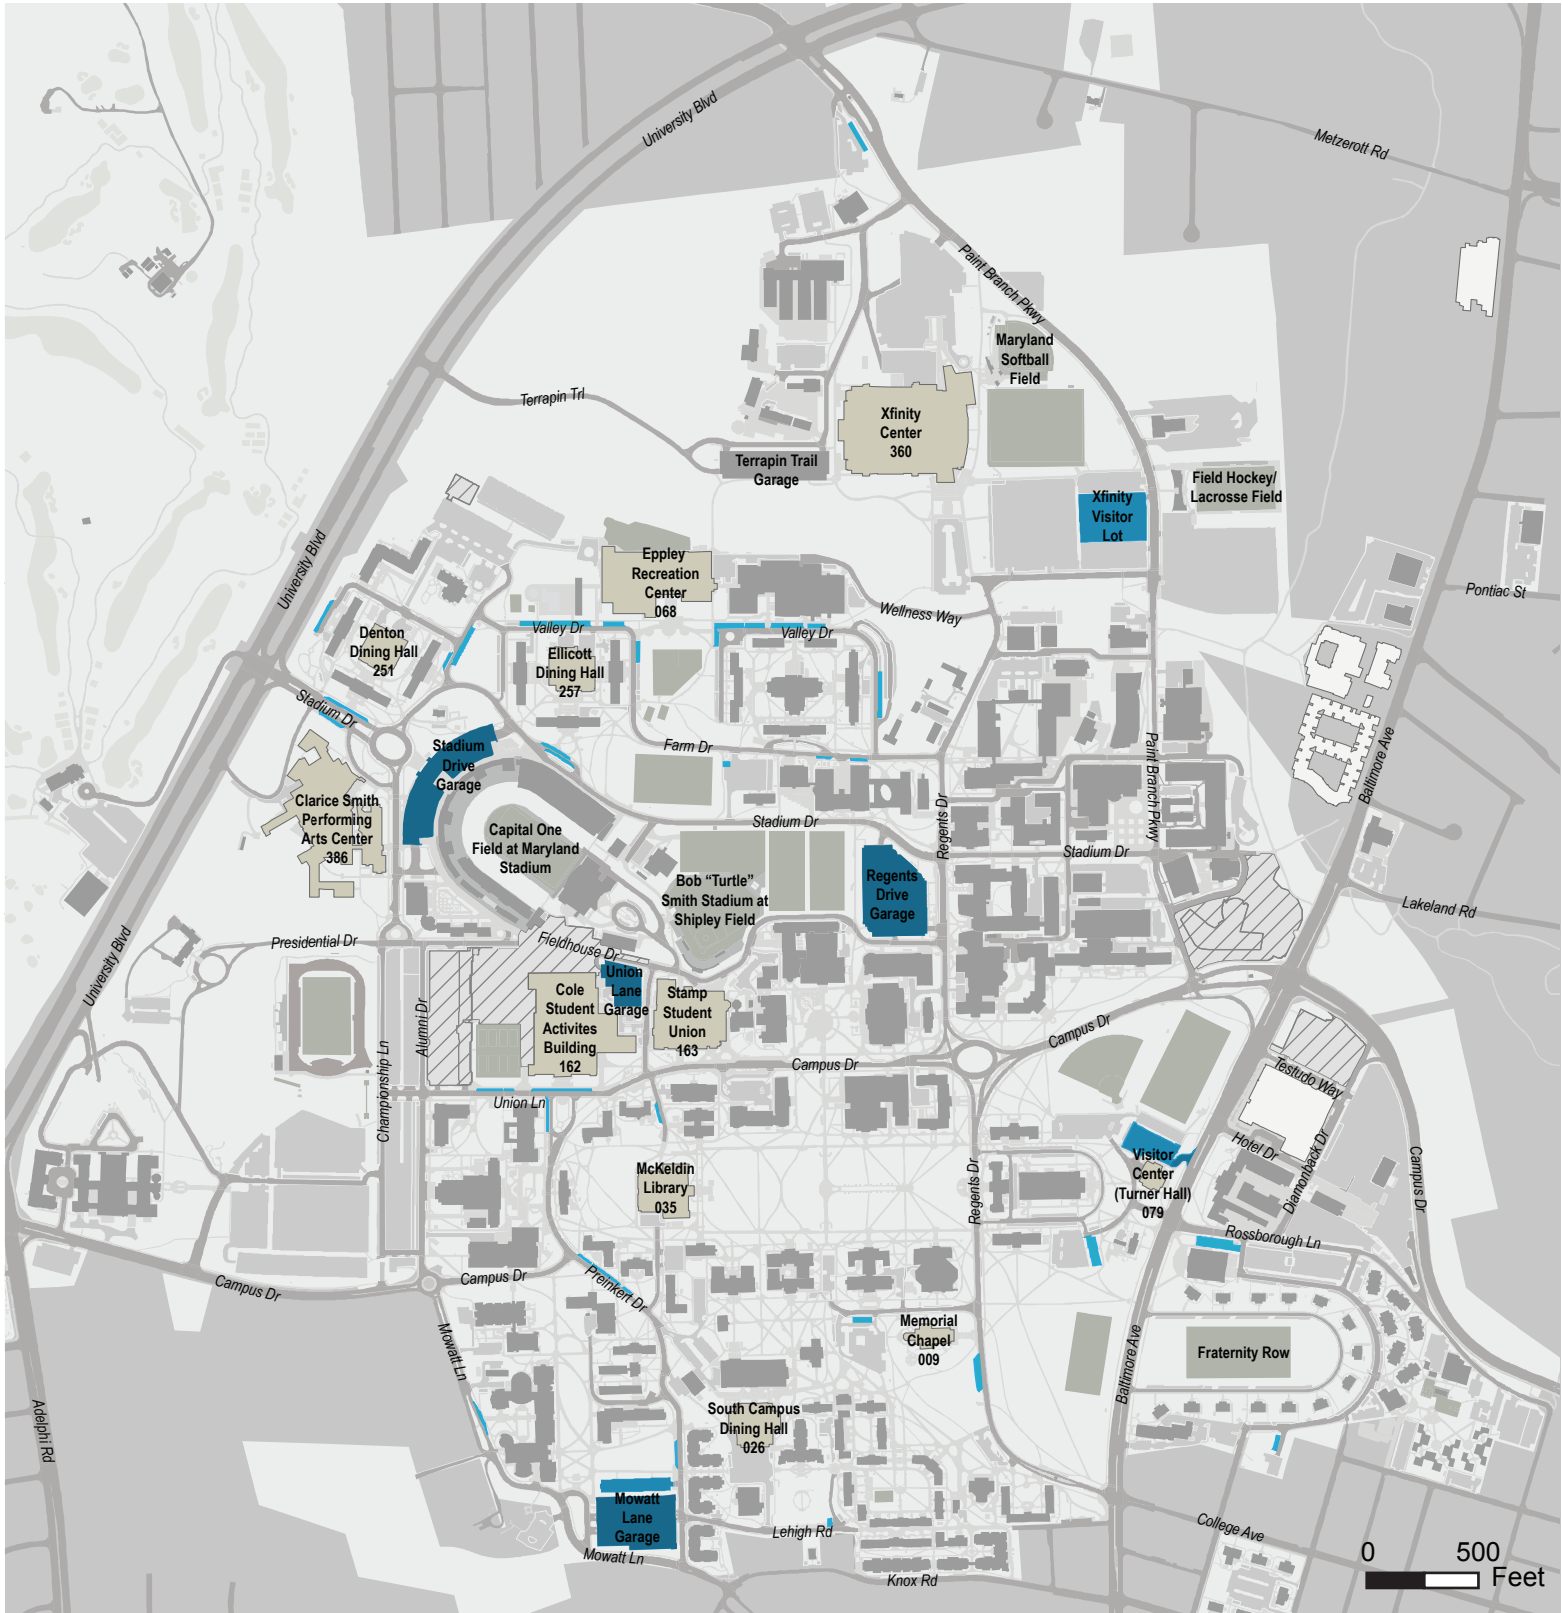 University Blvd
Metzerott Rd
Paint Branch Pkwy
Maryland
Softball
Field
Terrapin Trl
Xfinity
Center
360
Terrapin Trail
Garage
Field Hockey/
Lacrosse Field
Xfinity
Visitor
Lot
University Blvd
Eppley
Recreation
Center
068
Pontiac St
Wellness Way
Denton
Dining Hall
251
Valley Dr
Valley Dr
Ellicott
Dining Hall
257
Stadium Dr
Stadium
Drive
Garage
Farm Dr
Paint Branch Pkwy
Baltimore Ave
Clarice Smith
Performing
Arts Center
386
Capital One
Field at Maryland
Stadium
Stadium Dr
Regents Dr
Stadium Dr
Bob “Turtle”
Smith Stadium at
Shipley Field
Regents
Drive
Garage
Lakeland Rd
Presidential Dr
Fieldhouse Dr
University Blvd
Union
Lane
Garage
Cole
Student
Activites
Building
162
Stamp
Student
Union
163
Alumni Dr
Championship Ln
Campus Dr
Campus Dr
Testudo Way
Union Ln
Hotel Dr
Diamonback Dr
Campus Dr
McKeldin
Library
035
Regents Dr
Visitor
Center
(Turner Hall)
079
Rossborough Ln
Campus Dr
Campus Dr
Preinkert Dr
Mowatt Ln
Memorial
Chapel
009
Baltimore Ave
Fraternity Row
Adelphi Rd
South Campus
Dining Hall
026
Mowatt
Lane
Garage
Lehigh Rd
College Ave
Mowatt Ln
Knox Rd
0 500
Feet